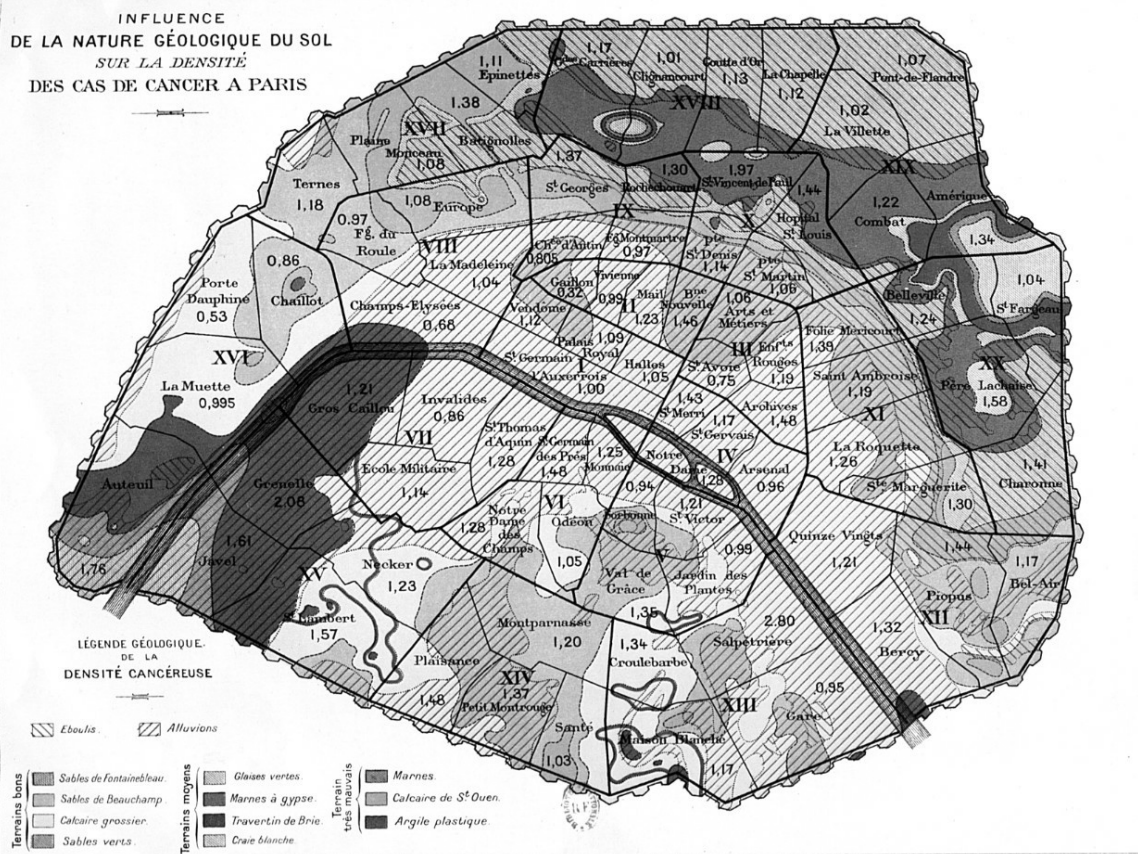 INFLUENCE
DE LA NATURE GÉOLOGIQUE DU SOL
SUR LA DENSITÉ
DES CAS DE CANCER A PARIS
1,11
Epinettes
1,17
Gdes Carrières
1,01
Clignancourt
Goutte d'Or
1,13
La Chapelle
1,12
1,07
Pont-de-Flandre
1.38
XVII
Batignolles
Plaine
Monceau
1,08
XVIII
1,02
La Villette
Ternes
1,18
1,37
St Georges
1,30
Rochechouart
1,97
St Vincent de Paul
1,44
Hopital
St Louis
XIX
1,22
Combat
Amérique
1,08
Europe
0.97
Fg. du
Roule
VIII
La Madeleine
1,04
IX
Chée d'Antin
0,805
Fg Montmartre
0,97
X
pte
St Denis
1,14
pte
St Martin
1,06
1,34
1,04
St Fargeau
Belleville
1,24
0,86
Chaillot
Porte
Dauphine
0,53
Champs-Elysées
0,68
Gaillon
0,32
Vivienne
0,99
II
Mail
1,23
Bne
Nouvelle
1,46
1,06
Arts et
Métiers
Vendôme
1,12
Palais
Royal
1,09
I
III
Enfts
Rouges
1,19
Folie Méricourt
1,39
XVI
La Muette
0,995
St Germain
l'Auxerrois
1.00
Halles
1,05
St Avoie
0,75
Saint Ambroise
1,19
XI
XX
Père Lachaise
1,58
1,21
Gros Caillou
Invalides
0,86
VII
1,43
St Merri
1,17
St Gervais
Archives
1,48
St Thomas
d'Aquin
1,28
St Germain
des Prés
1,48
1,25
Monnaie
Notre
Dame
1,28
IV
Arsenal
0.96
La Roquette
1,26
Ste Marguerite
1,30
1,41
Charonne
Auteuil
Grenelle
2,08
Ecole Militaire
1,14
Notre
Dame
des
Champs
1,28
VI
Odéon
1,05
0,94
Sorbonne
1,21
St Victor
V
0,99
Jardin des
Plantes
Val de
Grâce
1,35
Quinze Vingts
1,21
1,44
Picpus
XII
1,17
Bel-Air
1,76
1,61
Javel
XV
Necker
1,23
St Lambert
1,57
Montparnasse
1,20
1,34
Croulebarbe
2.80
Salpêtrière
1,32
Bercy
Plaisance
1,48
XIV
1,37
Petit Montrouge
Santé
1,03
XIII
0,95
Gare
Maison Blanche
1,17
LÉGENDE GÉOLOGIQUE.
DE LA
DENSITÉ CANCÉREUSE
Eboulis.
Alluvions
Terrains bons
Sables de Fontainebleau.
Sables de Beauchamp.
Calcaire grossier.
Sables verts.
Terrains moyens
Glaises vertes.
Marnes à gypse.
Travertin de Brie.
Craie blanche.
Terrain
très mauvais
Marnes.
Calcaire de St Ouen.
Argile plastique.